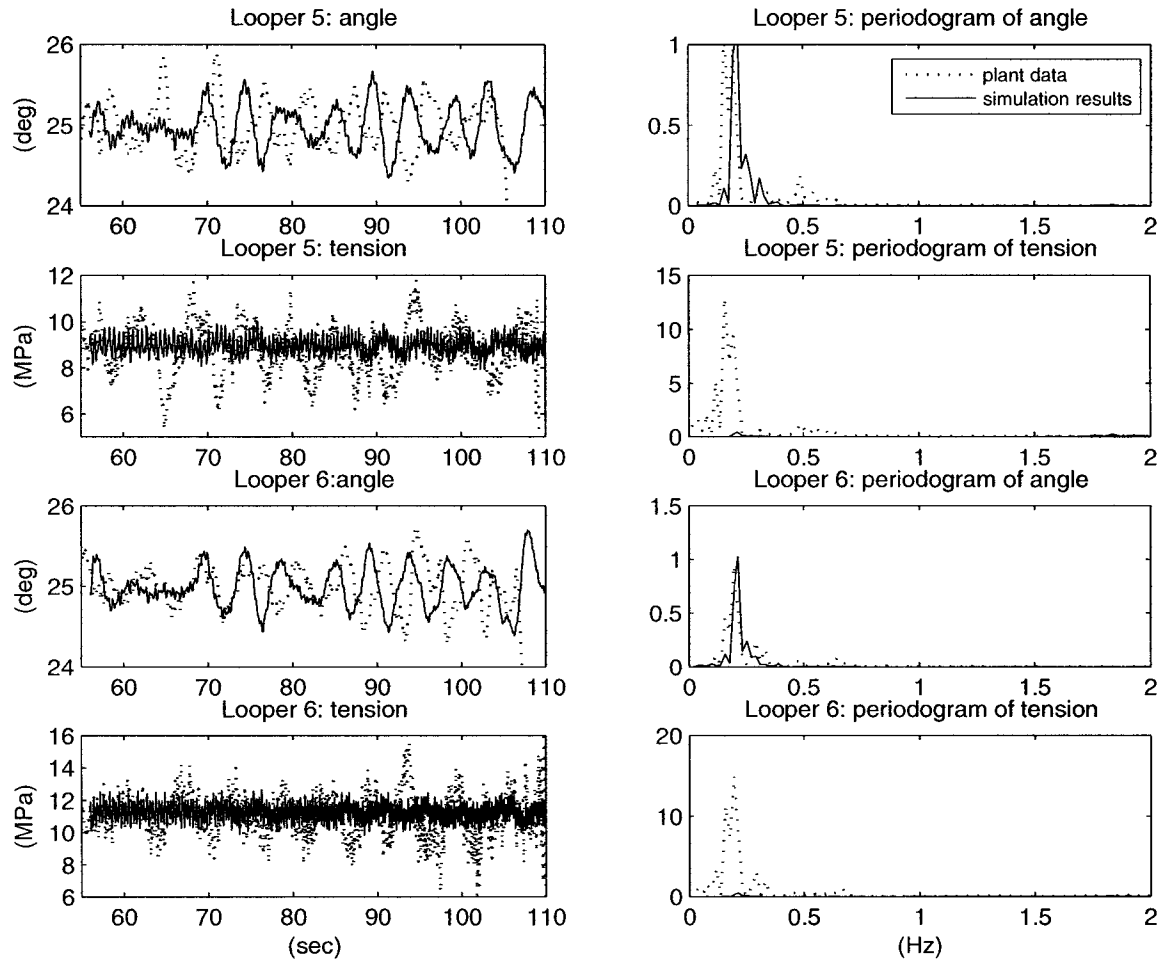 Looper 5: angle
26
25
24
(deg)
60 70 80 90 100 110
Looper 5: periodogram of angle
1
0.5
0
plant data
simulation results
0 0.5 1 1.5 2
Looper 5: tension
12
10
8
6
(MPa)
60 70 80 90 100 110
Looper 5: periodogram of tension
15
10
5
0
0 0.5 1 1.5 2
Looper 6:angle
26
25
24
(deg)
60 70 80 90 100 110
Looper 6: periodogram of angle
1.5
1
0.5
0
0 0.5 1 1.5 2
Looper 6: tension
16
14
12
10
8
6
(MPa)
60 70 80 90 100 110
(sec)
Looper 6: periodogram of tension
20
10
0
0 0.5 1 1.5 2
(Hz)